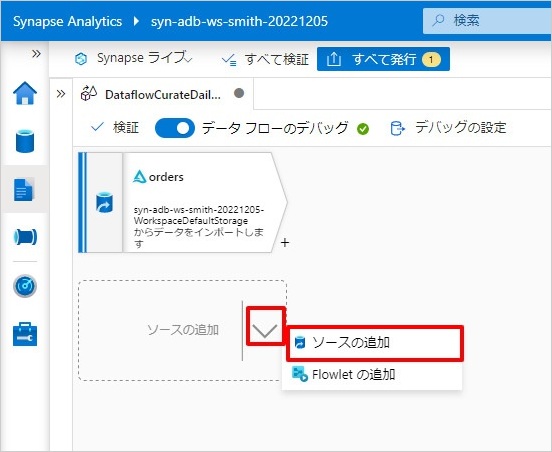 Synapse Analytics ▸ syn-adb-ws-smith-20221205
検索
Synapse ライブ すべて検証 すべて発行 1
DataflowCurateDail...
検証 データ フローのデバッグ デバッグの設定
orders
syn-adb-ws-smith-20221205-
WorkspaceDefaultStorage
からデータをインポートしま
す
+
ソースの追加
ソースの追加
Flowlet の追加